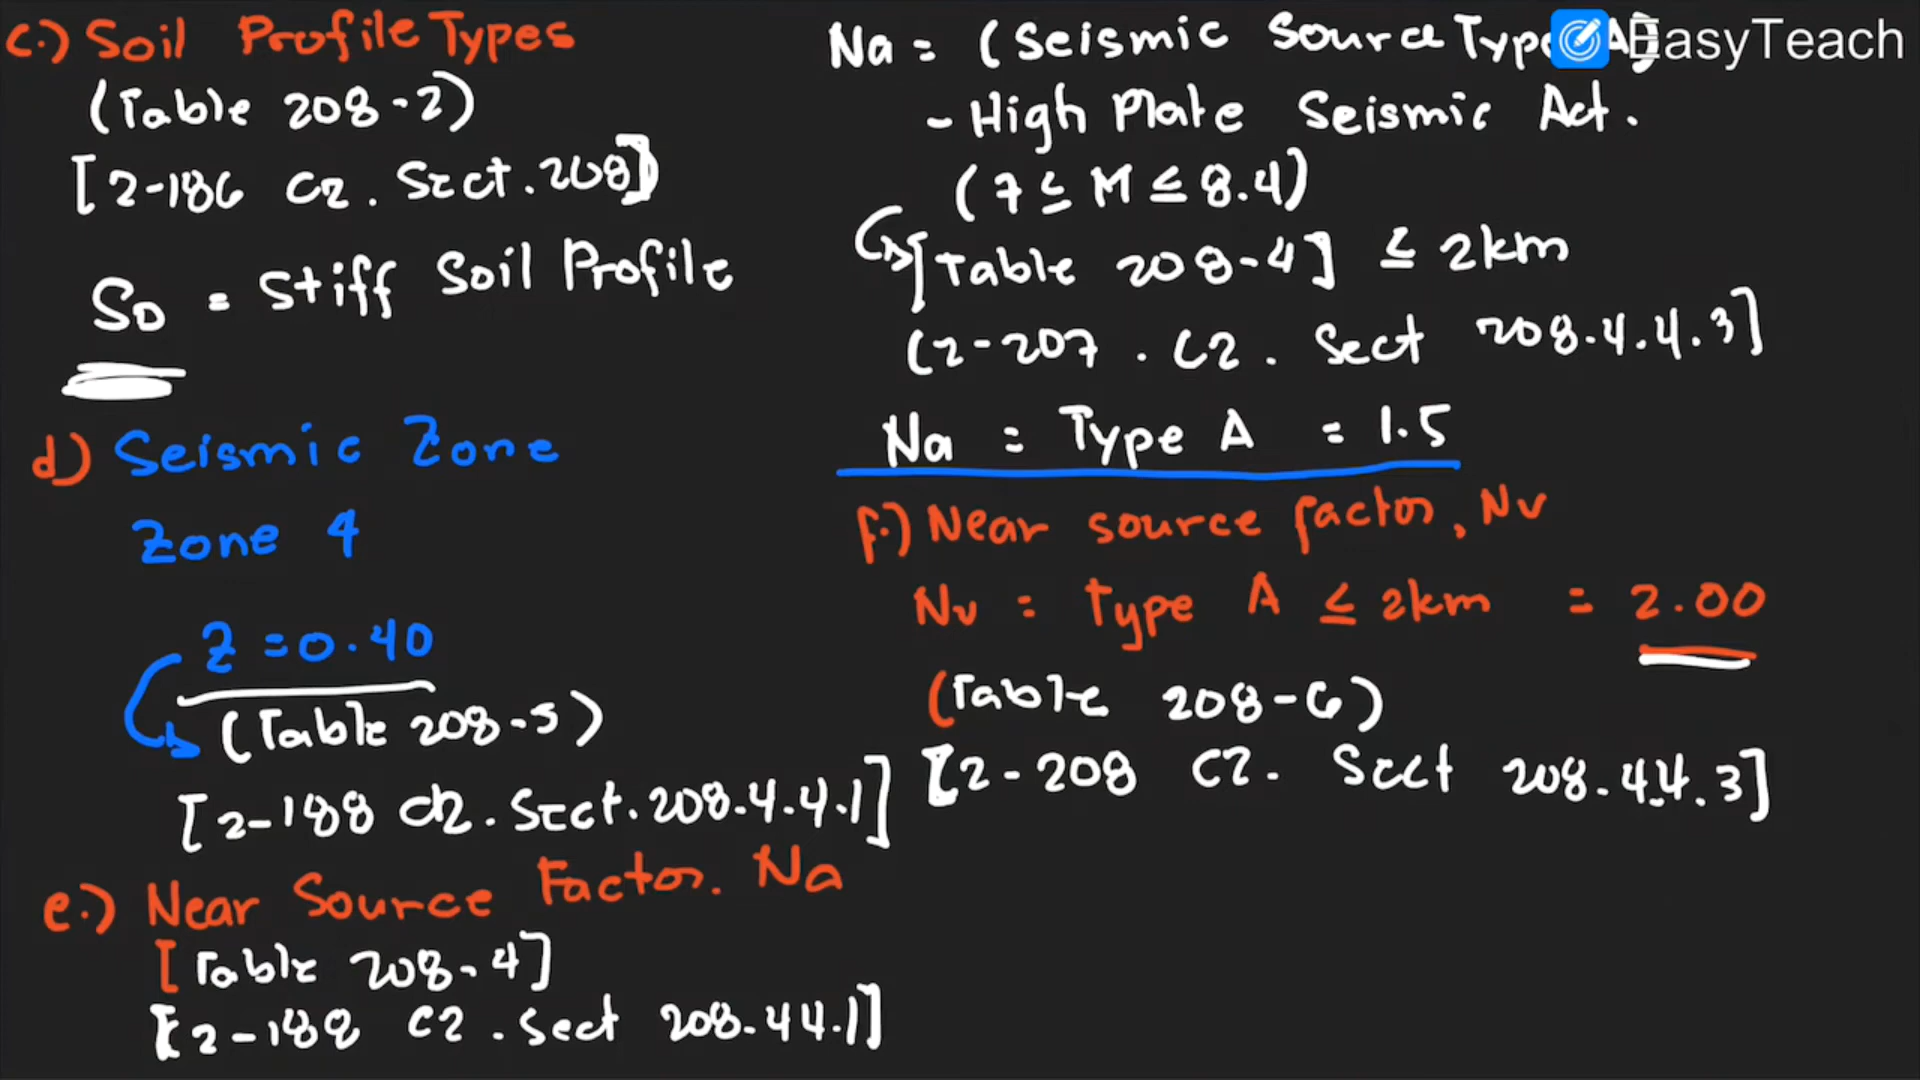 c.) Soil Profile Types
(Table 208-2)
[2-186 C2. Sect. 208]
SD = Stiff Soil Profile
d) Seismic Zone
Zone 4
Z = 0.40
(Table 208-5)
[2-188 C2. Sect. 208.4.4.1]
e.) Near Source Factor. Na
[Table 208-4]
[2-188 C2. Sect 208.44.1]
Na = (Seismic Source Type A)
EasyTeach
- High Plate Seismic Act.
(7 ≤ M ≤ 8.4)
[Table 208-4] ≤ 2km
(2-207. C2. Sect 208.4.4.3]
Na = Type A = 1.5
f.) Near source factor, Nv
Nv = Type A ≤ 2km = 2.00
(Table 208-6)
[2-208 C2. Sect 208.4.4.3]